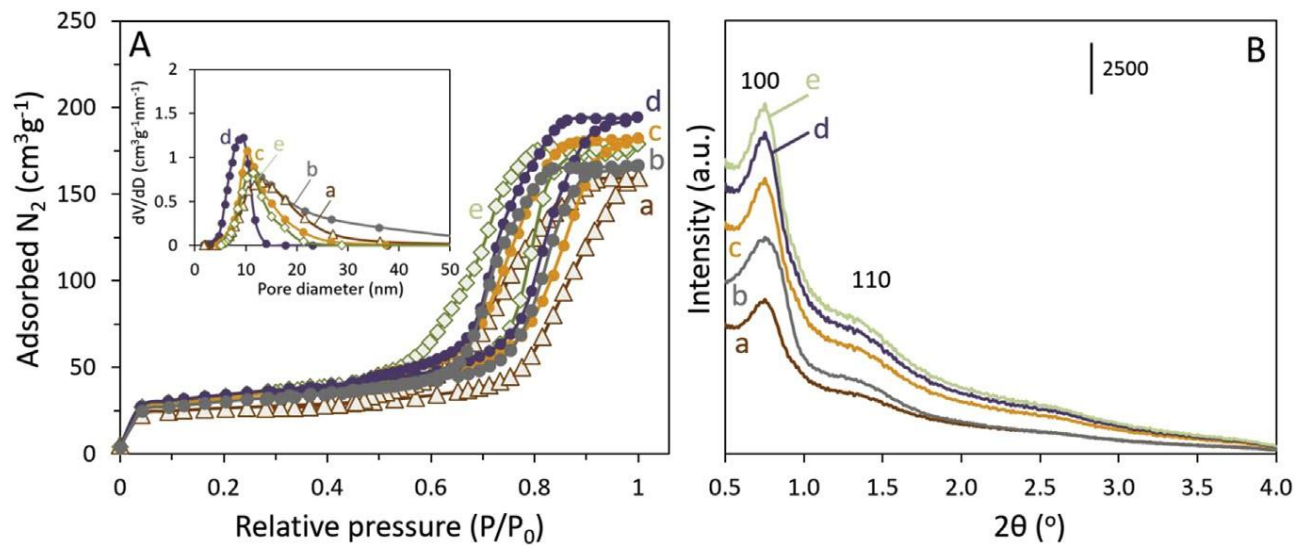 A
Adsorbed N₂ (cm³g⁻¹)
250
200
150
100
50
0
0
0.2
0.4
0.6
0.8
1
Relative pressure (P/P₀)
dV/dD (cm³g⁻¹nm⁻¹)
2
1.5
1
0.5
0
0
10
20
30
40
50
Pore diameter (nm)
d
c
e
b
a
d
c
b
a
e
B
Intensity (a.u.)
100
110
2500
e
d
c
b
a
0.5
1.0
1.5
2.0
2.5
3.0
3.5
4.0
2θ (°)